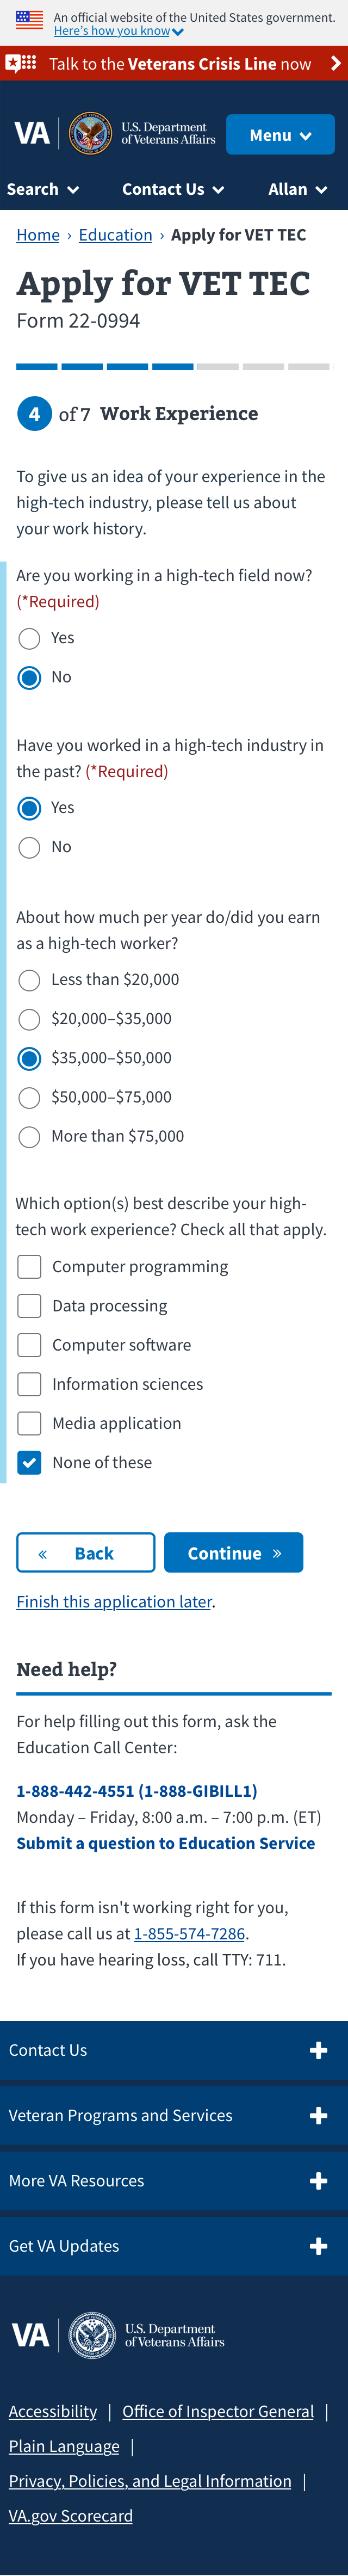 An official website of the United States government.
Here's how you know
Talk to the Veterans Crisis Line now
VA
U.S. Department
of Veterans Affairs
Menu
Search
Contact Us
Allan
Home › Education › Apply for VET TEC
Apply for VET TEC
Form 22-0994
4 of 7 Work Experience
To give us an idea of your experience in the
high-tech industry, please tell us about
your work history.
Are you working in a high-tech field now?
(*Required)
Yes
No
Have you worked in a high-tech industry in
the past? (*Required)
Yes
No
About how much per year do/did you earn
as a high-tech worker?
Less than $20,000
$20,000–$35,000
$35,000–$50,000
$50,000–$75,000
More than $75,000
Which option(s) best describe your high-
tech work experience? Check all that apply.
Computer programming
Data processing
Computer software
Information sciences
Media application
None of these
« Back
Continue »
Finish this application later.
Need help?
For help filling out this form, ask the
Education Call Center:
1-888-442-4551 (1-888-GIBILL1)
Monday – Friday, 8:00 a.m. – 7:00 p.m. (ET)
Submit a question to Education Service
If this form isn't working right for you,
please call us at 1-855-574-7286.
If you have hearing loss, call TTY: 711.
Contact Us
Veteran Programs and Services
More VA Resources
Get VA Updates
VA
U.S. Department
of Veterans Affairs
Accessibility | Office of Inspector General |
Plain Language |
Privacy, Policies, and Legal Information |
VA.gov Scorecard